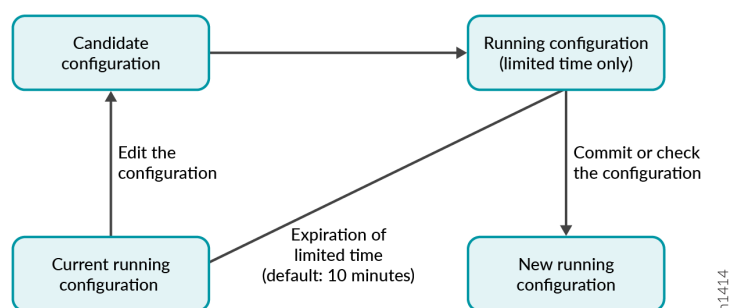 Candidate
configuration
Running configuration
(limited time only)
Edit the
configuration
Commit or check
the configuration
Expiration of
limited time
(default: 10 minutes)
Current running
configuration
New running
configuration